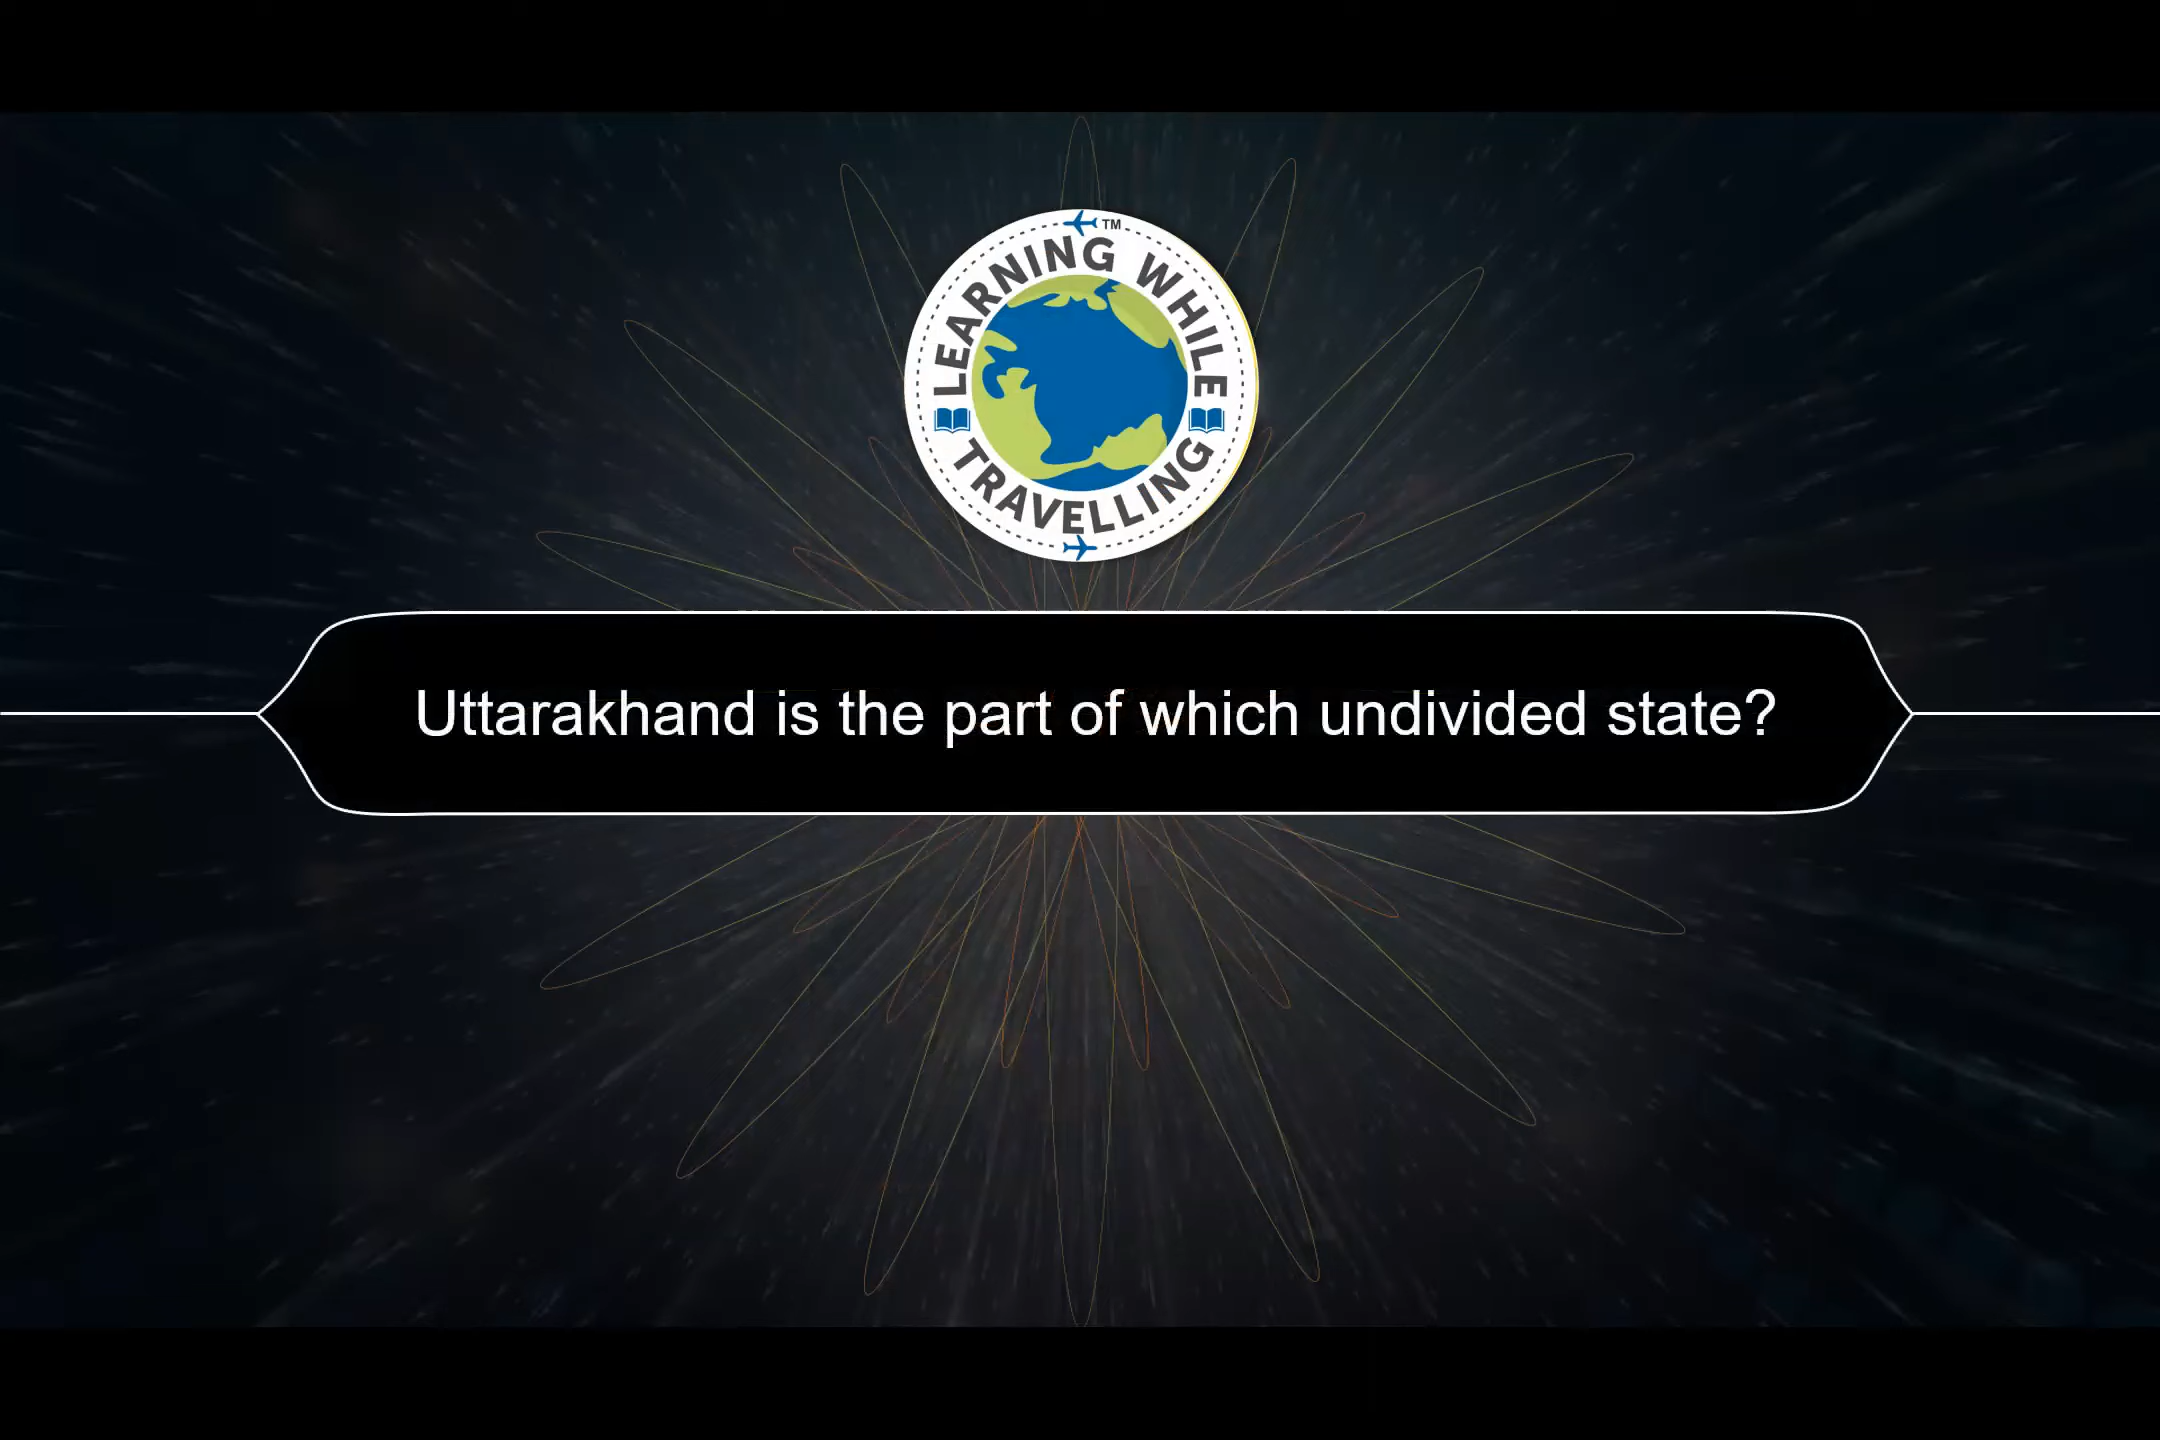 LEARNING WHILE
TRAVELLING
TM
Uttarakhand is the part of which undivided state?